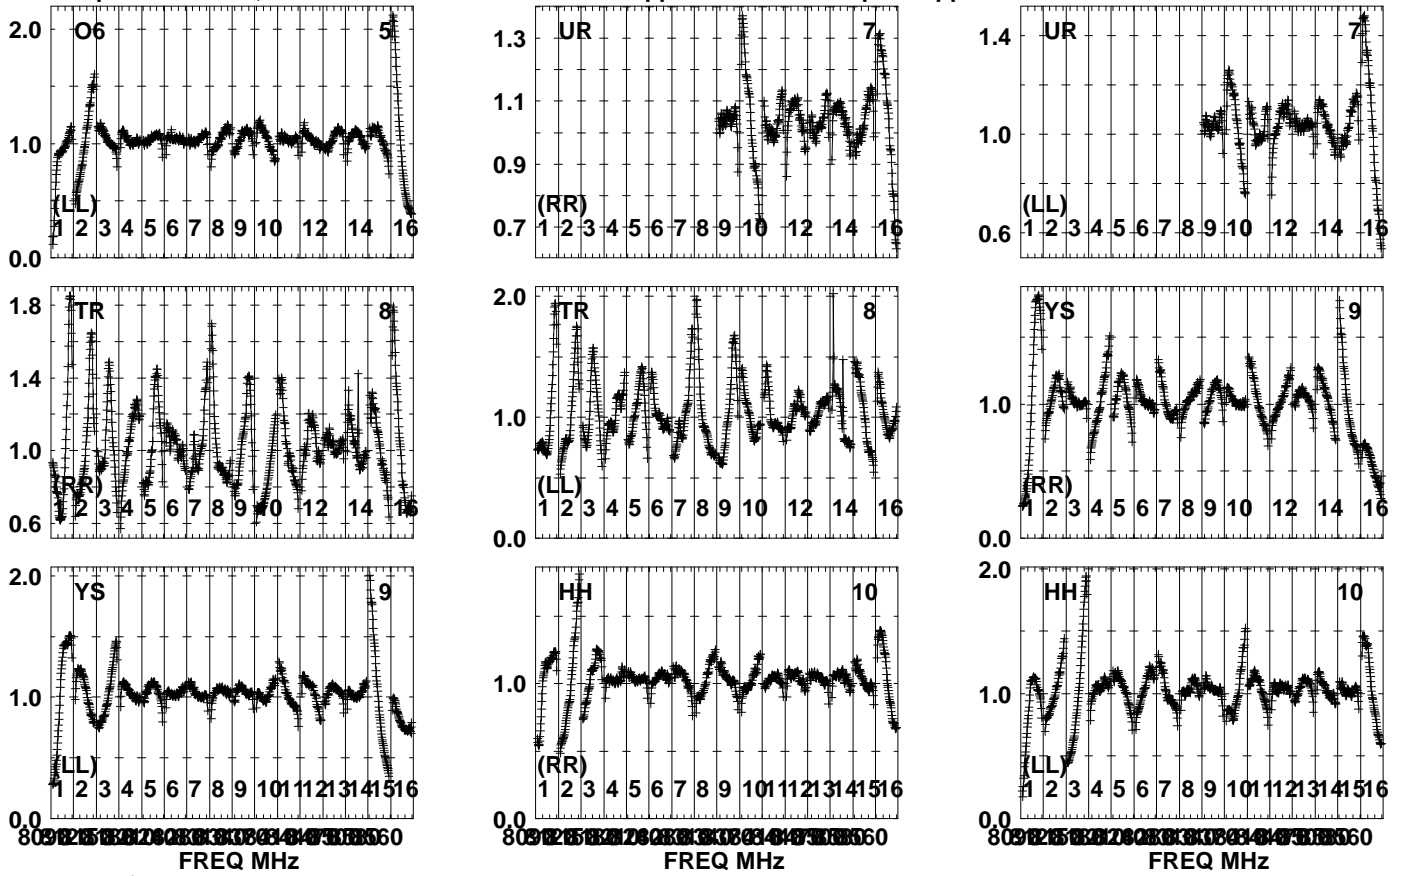 2.0 O6 5
1.0
(LL)
1 2 3 4 5 6 7 8 9 10 12 14 16
0.0
1.3 UR 7
1.1
0.9
(RR)
0.7 1 2 3 4 5 6 7 8 9 10 12 14 16
1.4 UR 7
1.0
(LL)
0.6 1 2 3 4 5 6 7 8 9 10 12 14 16
1.8 TR 8
1.4
1.0
(RR)
0.6 1 2 3 4 5 6 7 8 9 10 12 14 16
2.0 TR 8
1.0
(LL)
1 2 3 4 5 6 7 8 9 10 12 14 16
0.0
YS 9
1.0
(RR)
1 2 3 4 5 6 7 8 9 10 12 14 16
0.0
2.0 YS 9
1.0
(LL)
1 2 3 4 5 6 7 8 9 10 11 12 13 14 15 16
0.0
FREQ MHz
HH 10
1.0
(RR)
1 2 3 4 5 6 7 8 9 10 11 12 13 14 15 16
0.0
FREQ MHz
2.0 HH 10
1.0
(LL)
1 2 3 4 5 6 7 8 9 10 11 12 13 14 15 16
0.0
FREQ MHz